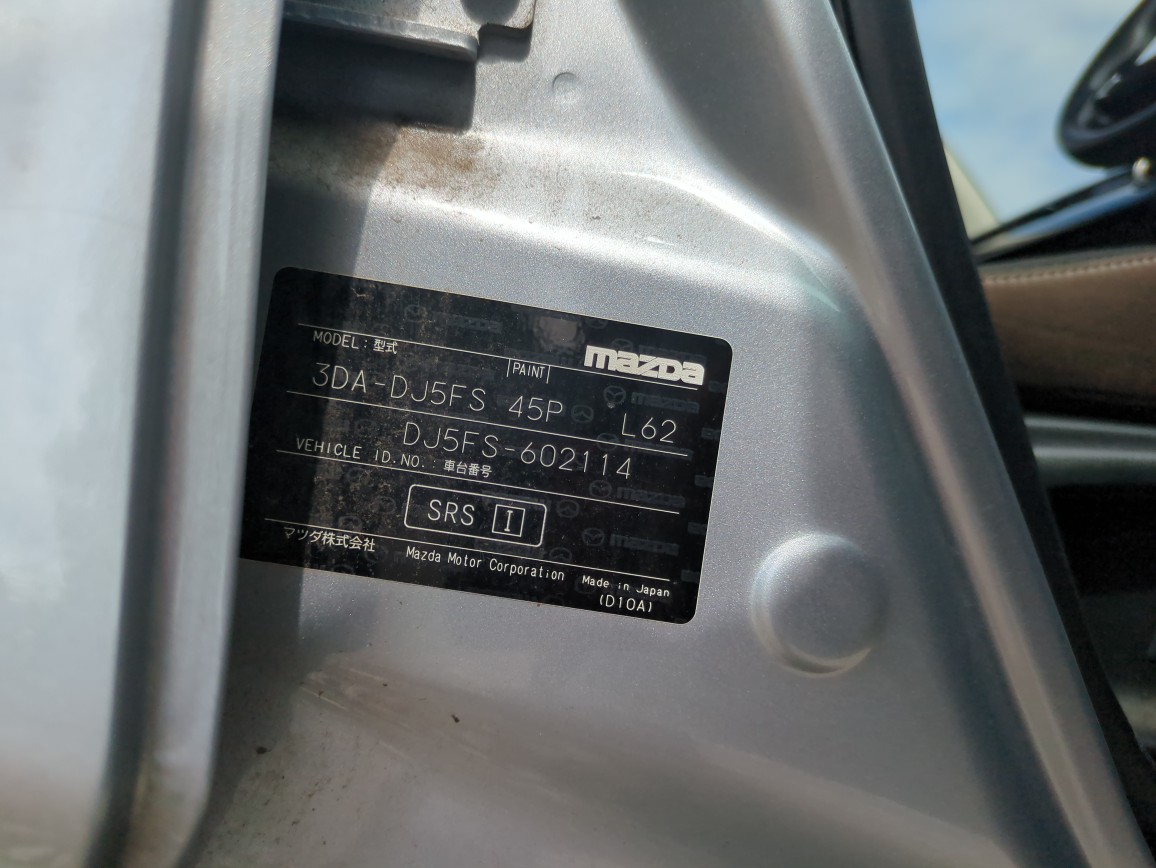 mazda
MODEL : 型式
PAINT
3DA-DJ5FS 45P L62
DJ5FS-602114
VEHICLE ID.NO. : 車台番号
SRS I
マツダ株式会社 Mazda Motor Corporation Made in Japan
(D10A)